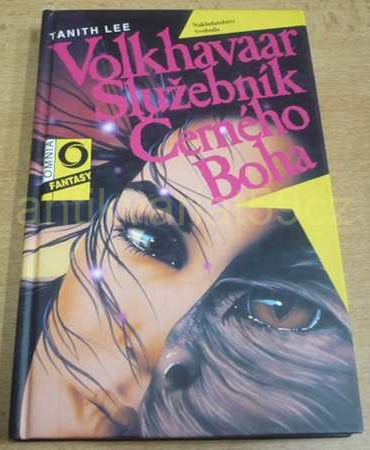 TANITH LEE
Nakladatelství
Svoboda
Volkhavaar
Služebník
Černého
Boha
OMNIA
FANTASY